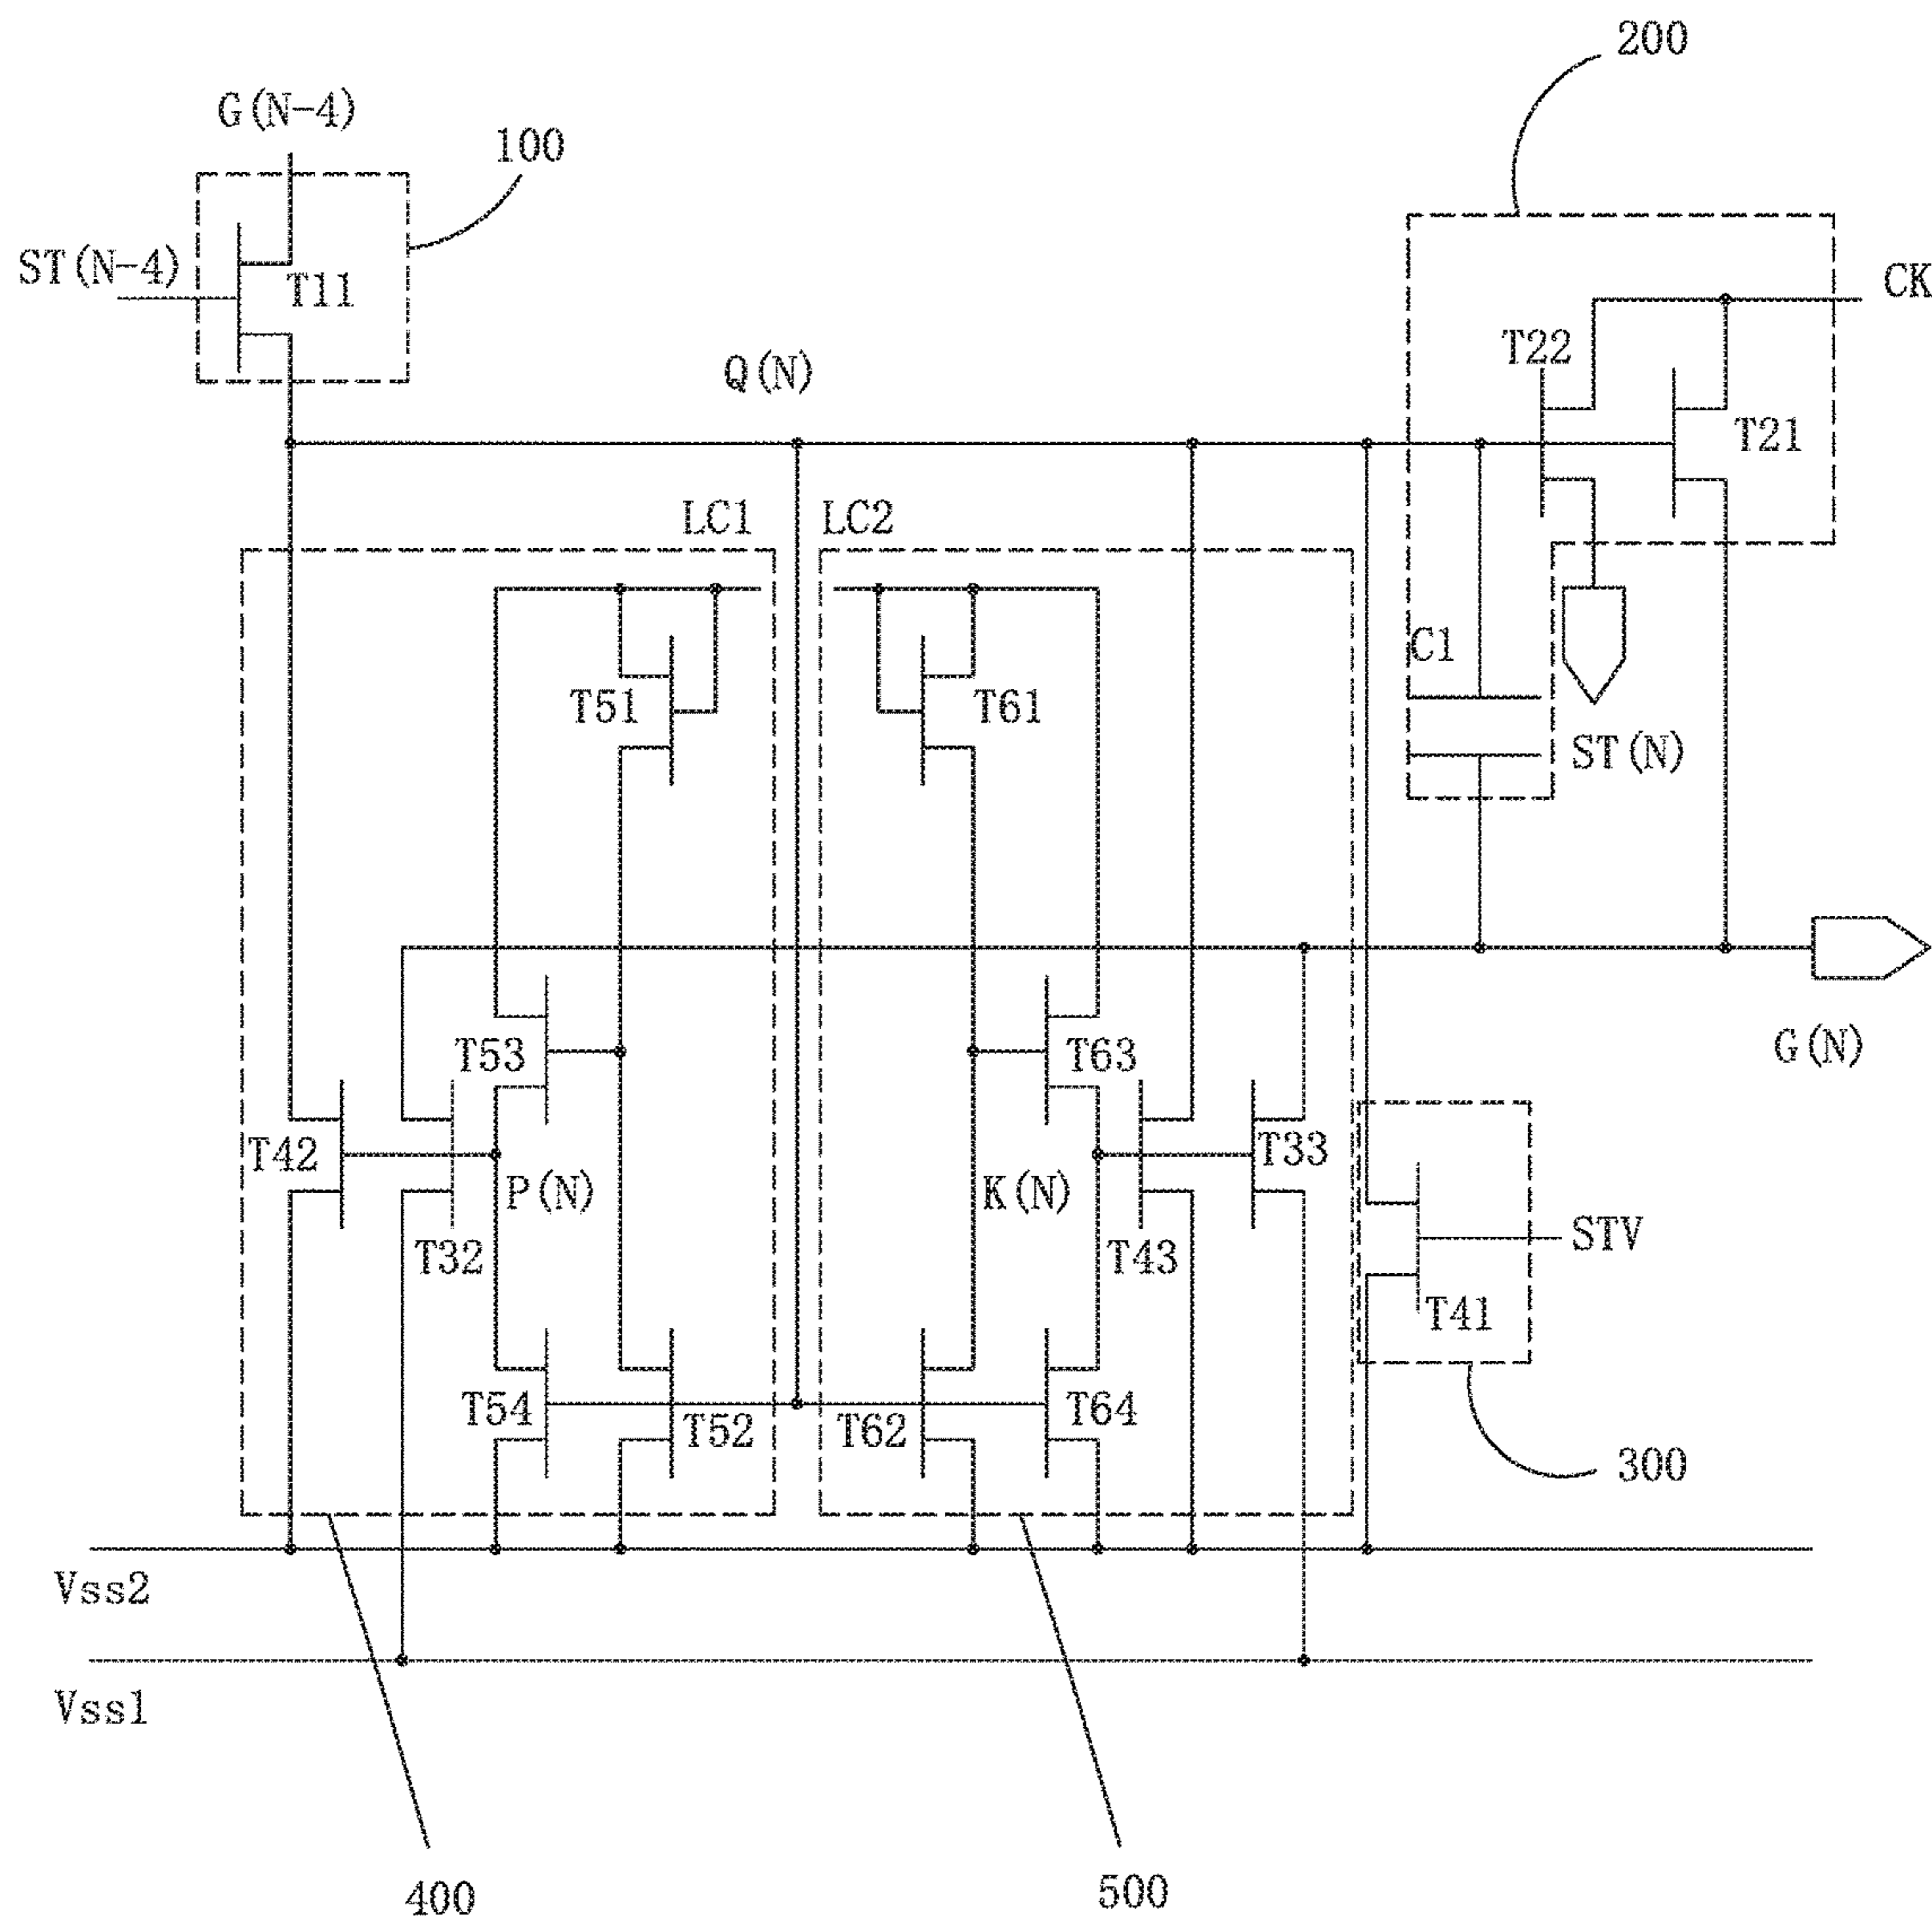 200
G(N-4)
100
ST(N-4)
T11
CK
T22
Q(N)
T21
LC1
LC2
C1
T51
T61
ST(N)
T53
T63
G(N)
T42
T33
P(N)
K(N)
T32
T43
STV
T41
T54
T52
T62
T64
300
Vss2
Vss1
400
500